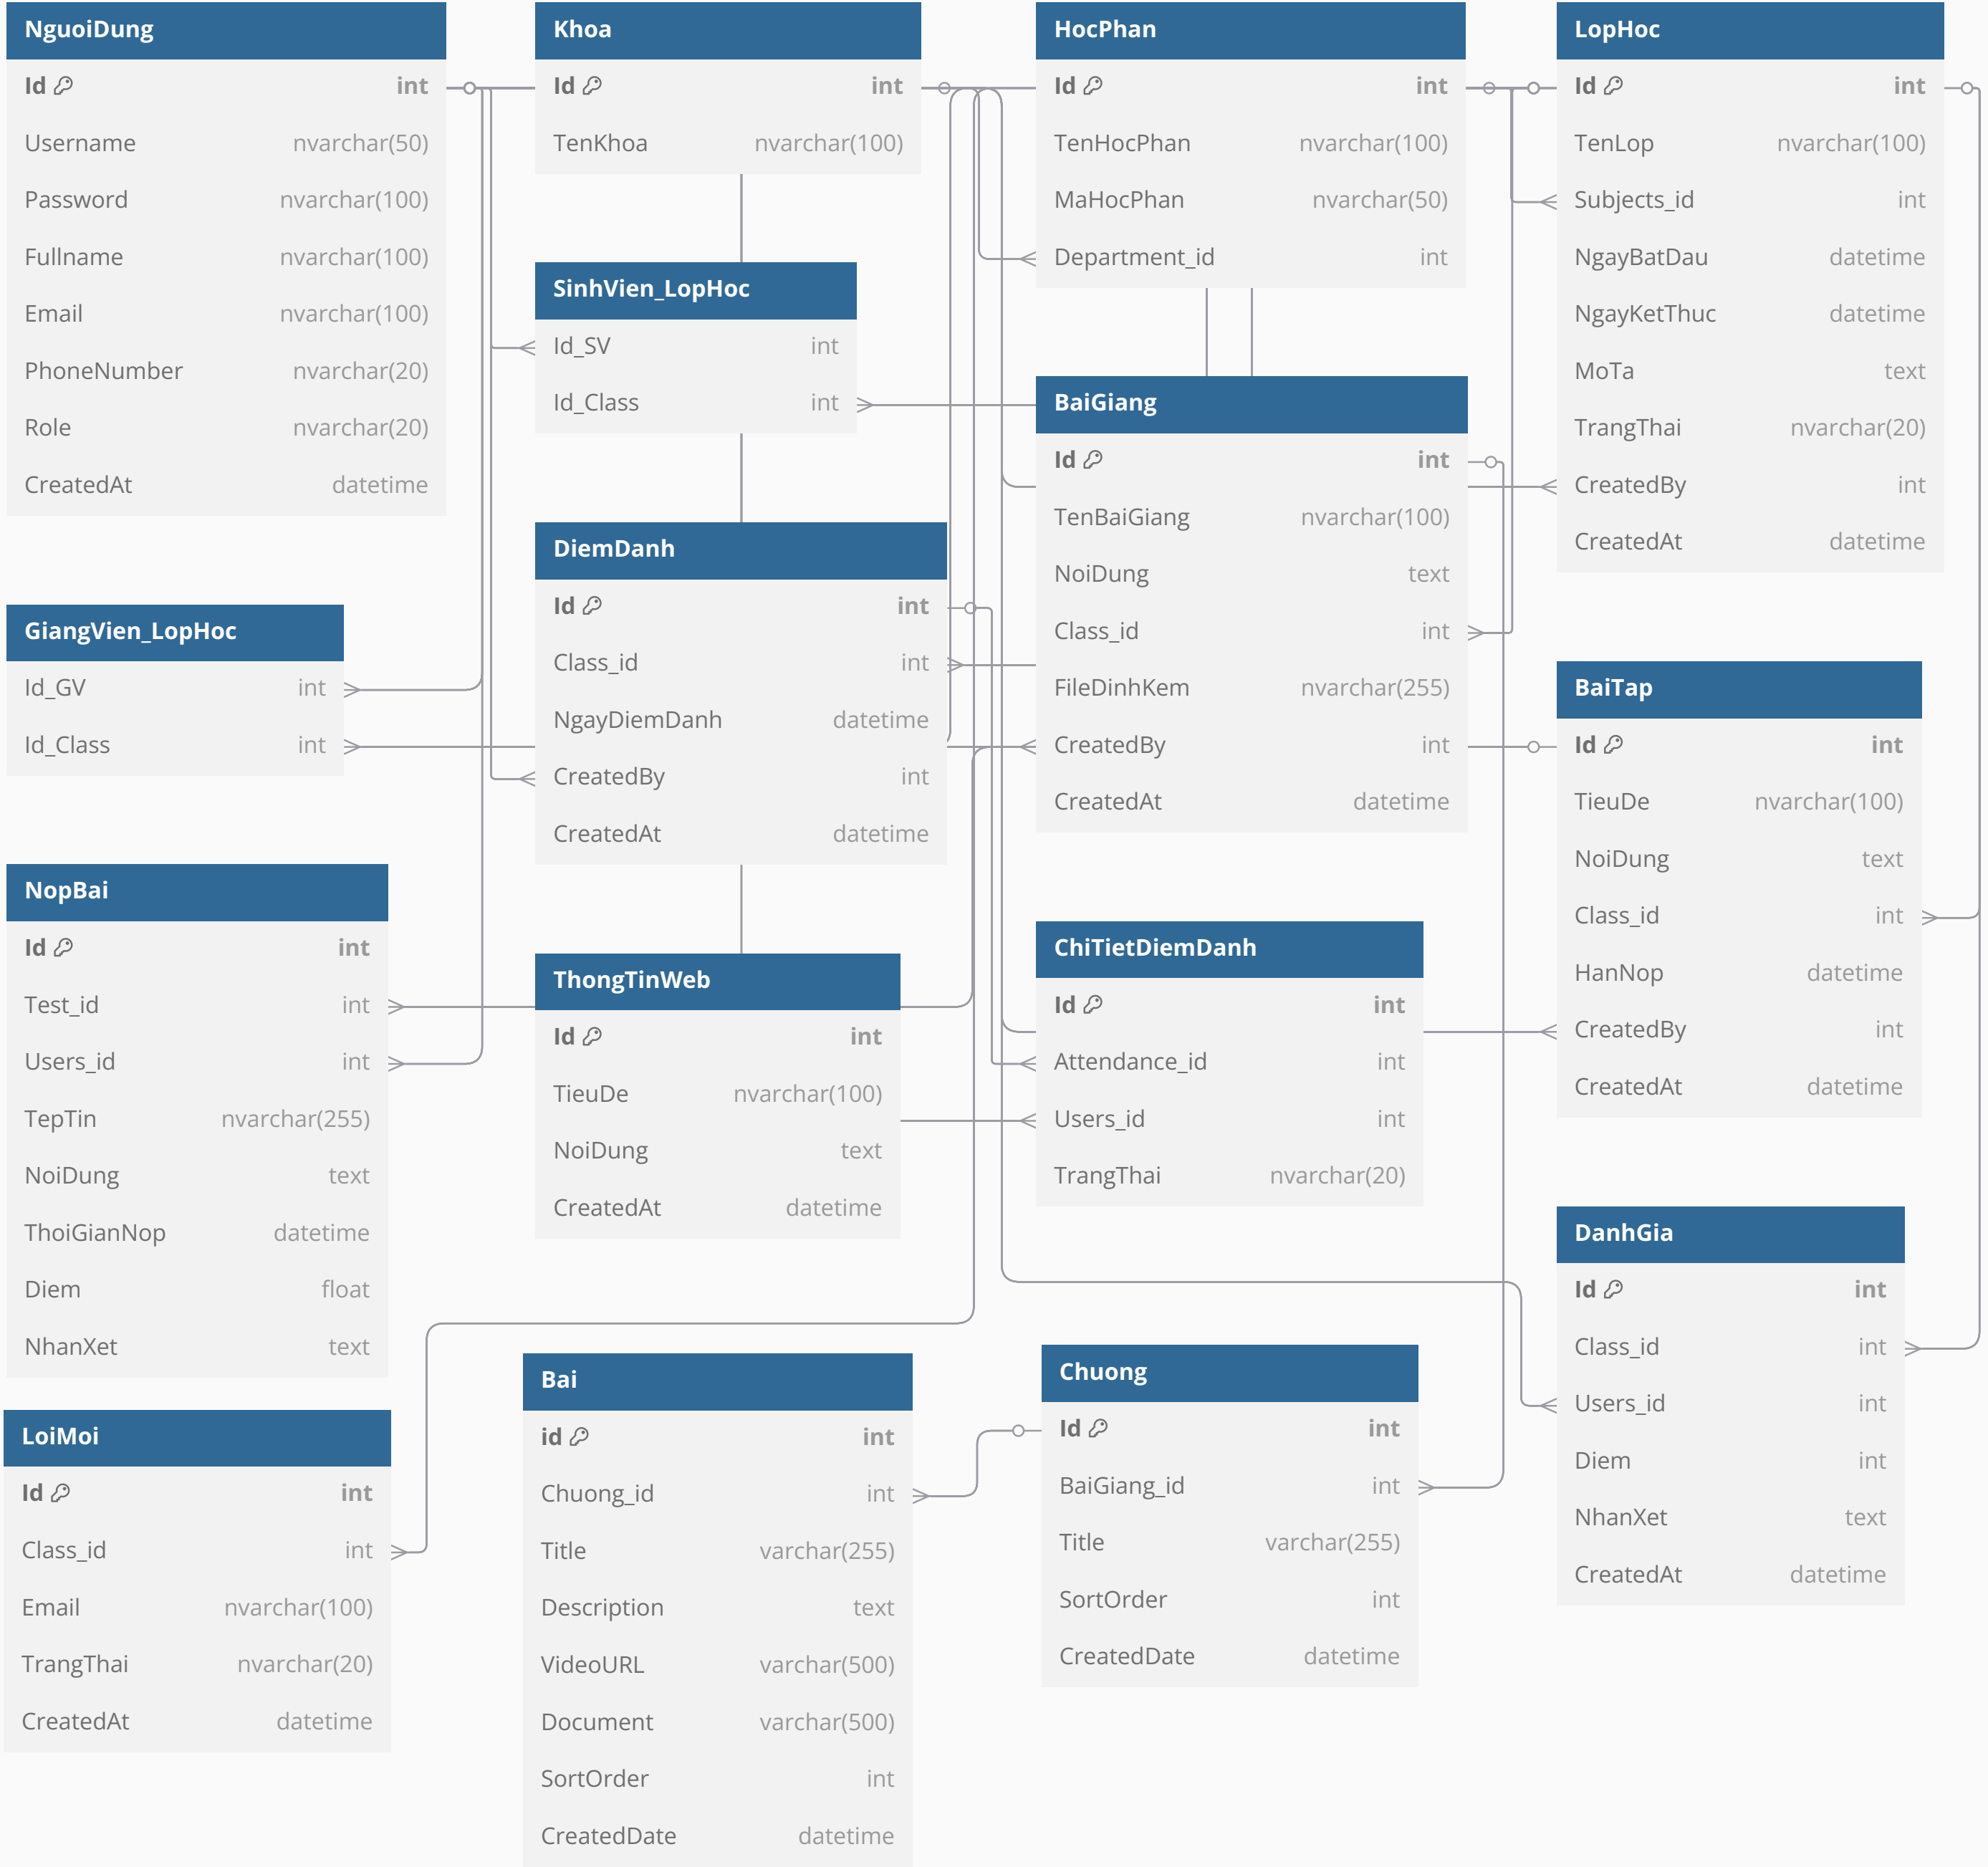 NguoiDung
Id int
Username nvarchar(50)
Password nvarchar(100)
Fullname nvarchar(100)
Email nvarchar(100)
PhoneNumber nvarchar(20)
Role nvarchar(20)
CreatedAt datetime
Khoa
Id int
TenKhoa nvarchar(100)
HocPhan
Id int
TenHocPhan nvarchar(100)
MaHocPhan nvarchar(50)
Department_id int
LopHoc
Id int
TenLop nvarchar(100)
Subjects_id int
NgayBatDau datetime
NgayKetThuc datetime
MoTa text
TrangThai nvarchar(20)
CreatedBy int
CreatedAt datetime
SinhVien_LopHoc
Id_SV int
Id_Class int
BaiGiang
Id int
TenBaiGiang nvarchar(100)
NoiDung text
Class_id int
FileDinhKem nvarchar(255)
CreatedBy int
CreatedAt datetime
DiemDanh
Id int
Class_id int
NgayDiemDanh datetime
CreatedBy int
CreatedAt datetime
GiangVien_LopHoc
Id_GV int
Id_Class int
BaiTap
Id int
TieuDe nvarchar(100)
NoiDung text
Class_id int
HanNop datetime
CreatedBy int
CreatedAt datetime
NopBai
Id int
Test_id int
Users_id int
TepTin nvarchar(255)
NoiDung text
ThoiGianNop datetime
Diem float
NhanXet text
ThongTinWeb
Id int
TieuDe nvarchar(100)
NoiDung text
CreatedAt datetime
ChiTietDiemDanh
Id int
Attendance_id int
Users_id int
TrangThai nvarchar(20)
DanhGia
Id int
Class_id int
Users_id int
Diem int
NhanXet text
CreatedAt datetime
LoiMoi
Id int
Class_id int
Email nvarchar(100)
TrangThai nvarchar(20)
CreatedAt datetime
Bai
id int
Chuong_id int
Title varchar(255)
Description text
VideoURL varchar(500)
Document varchar(500)
SortOrder int
CreatedDate datetime
Chuong
Id int
BaiGiang_id int
Title varchar(255)
SortOrder int
CreatedDate datetime